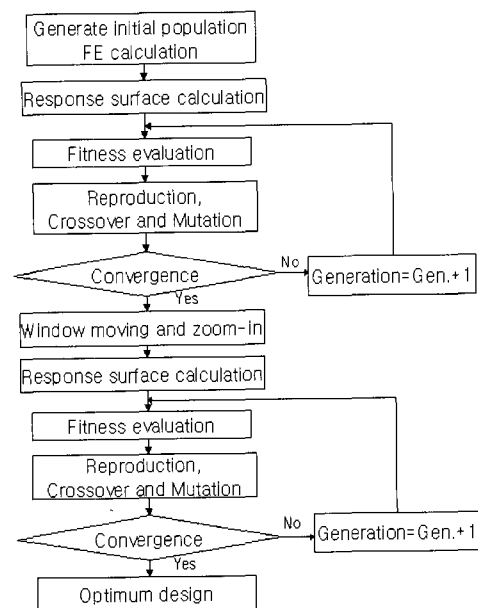 Generate initial population
FE calculation
Response surface calculation
Fitness evaluation
Reproduction,
Crossover and Mutation
Convergence
No
Generation=Gen.+1
Yes
Window moving and zoom-in
Response surface calculation
Fitness evaluation
Reproduction,
Crossover and Mutation
Convergence
No
Generation=Gen.+1
Yes
Optimum design